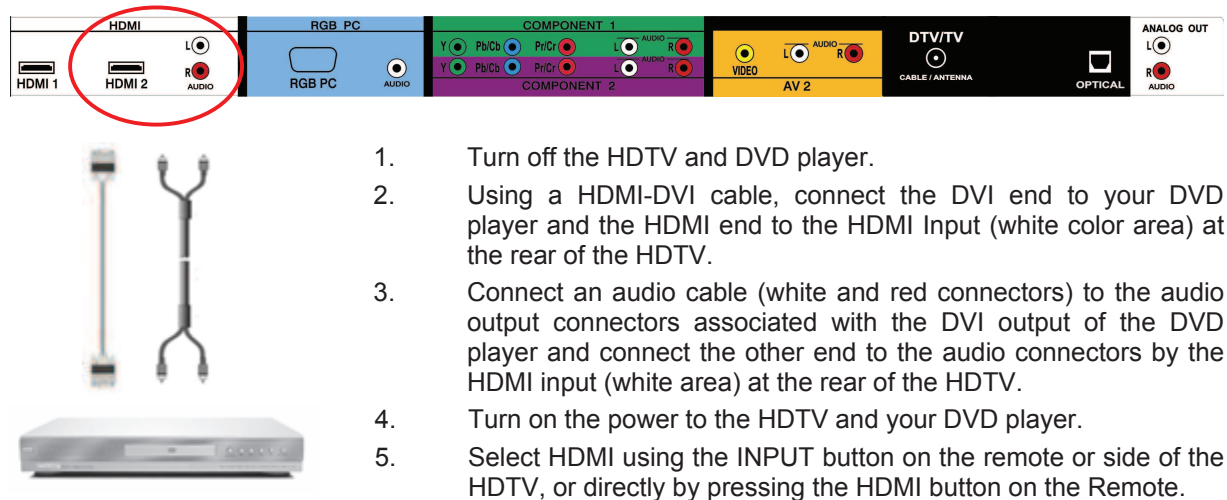 HDMI
RGB PC
COMPONENT 1
ANALOG OUT
L
R
HDMI 1
HDMI 2
AUDIO
RGB PC
AUDIO
Y Pb/Cb Pr/Cr L AUDIO R
Y Pb/Cb Pr/Cr L AUDIO R
COMPONENT 2
VIDEO
L AUDIO R
AV 2
DTV/TV
CABLE / ANTENNA
OPTICAL
L
R
AUDIO
1. Turn off the HDTV and DVD player.
2. Using a HDMI-DVI cable, connect the DVI end to your DVD
player and the HDMI end to the HDMI Input (white color area) at
the rear of the HDTV.
3. Connect an audio cable (white and red connectors) to the audio
output connectors associated with the DVI output of the DVD
player and connect the other end to the audio connectors by the
HDMI input (white area) at the rear of the HDTV.
4. Turn on the power to the HDTV and your DVD player.
5. Select HDMI using the INPUT button on the remote or side of the
HDTV, or directly by pressing the HDMI button on the Remote.